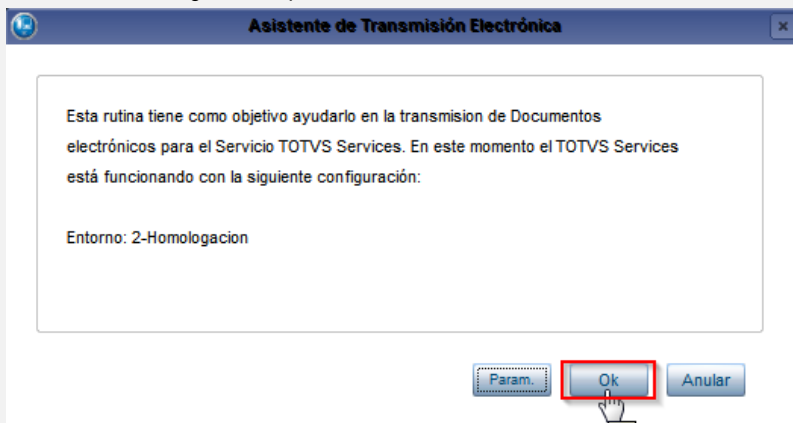 Asistente de Transmisión Electrónica
Esta rutina tiene como objetivo ayudarlo en la transmision de Documentos
electrónicos para el Servicio TOTVS Services. En este momento el TOTVS Services
está funcionando con la siguiente configuración:
Entorno: 2-Homologacion
Param.
Ok
Anular